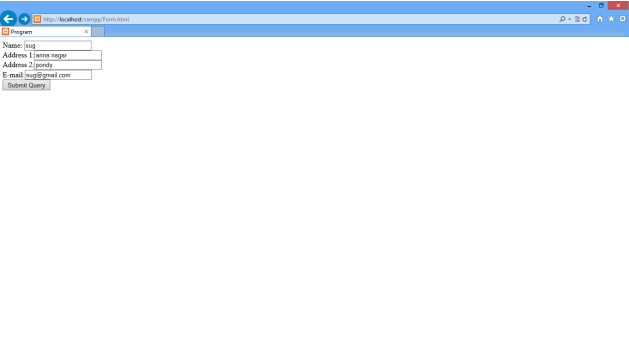 http://localhost/xampp/Form.html
Program
Name: sug
Address 1: anna nagar
Address 2: pondy
E-mail: sug@gmail.com
Submit Query